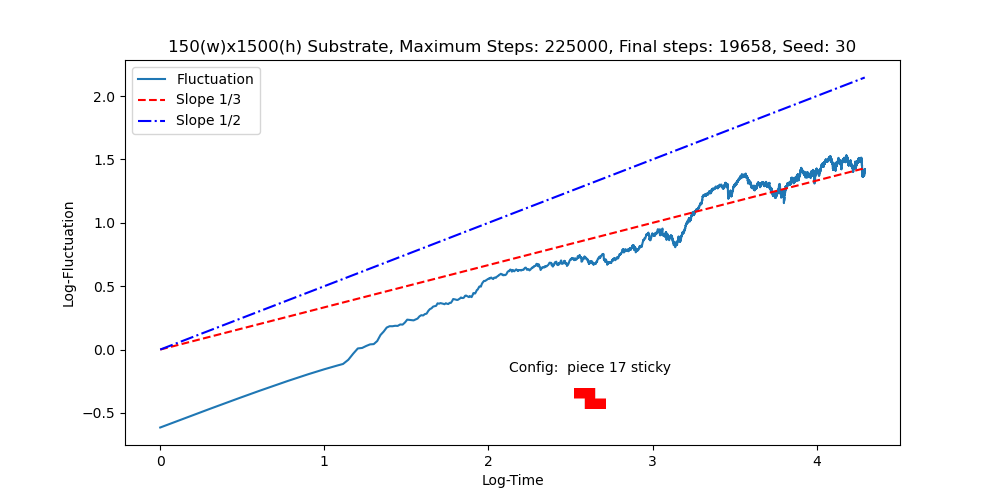 150(w)x1500(h) Substrate, Maximum Steps: 225000, Final steps: 19658, Seed: 30
Fluctuation
Slope 1/3
Slope 1/2
2.0
1.5
1.0
0.5
0.0
−0.5
Log-Fluctuation
Config:  piece 17 sticky
0 1 2 3 4
Log-Time